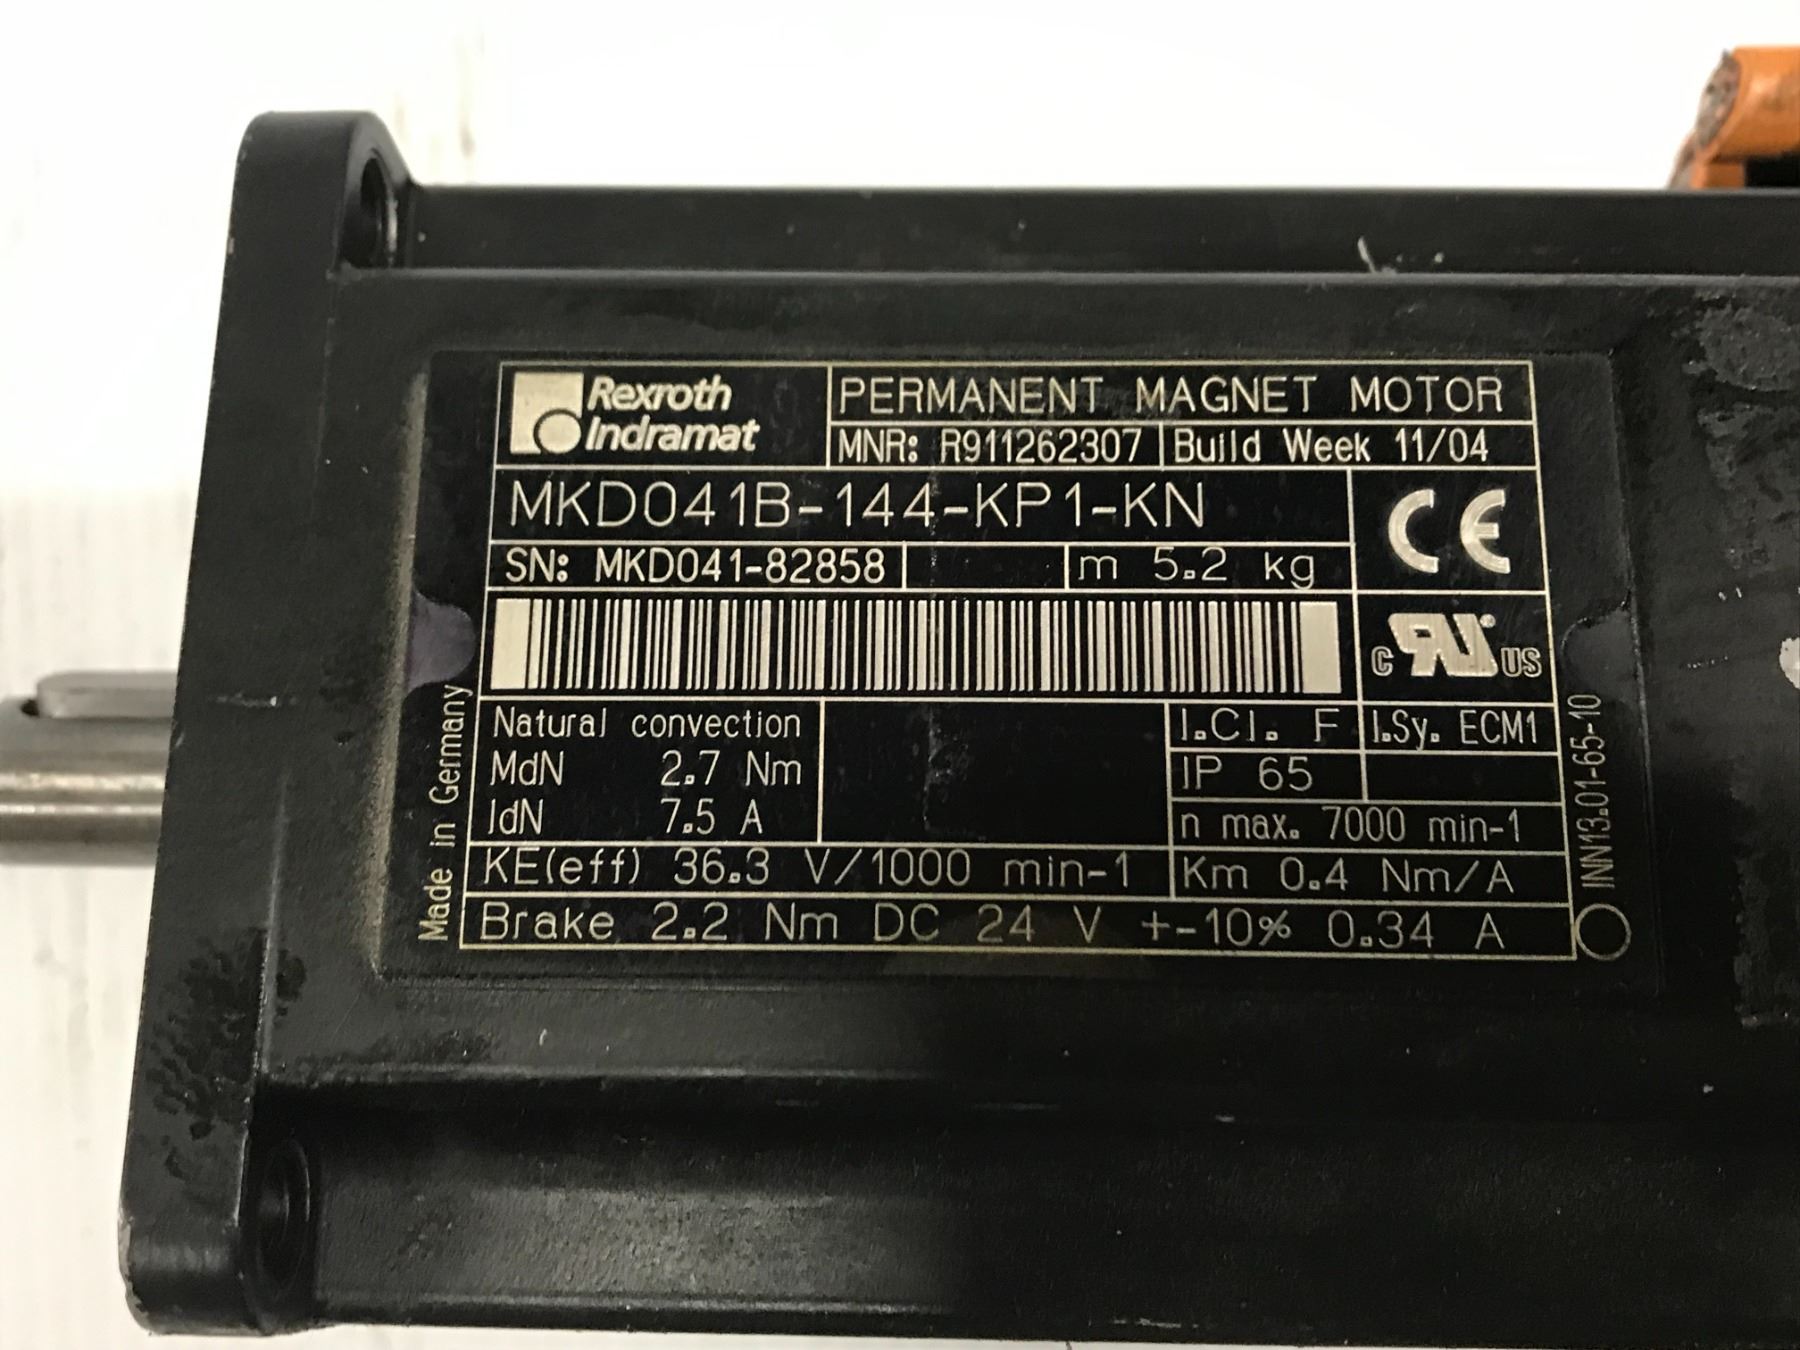 Rexroth
Indramat
PERMANENT MAGNET MOTOR
MNR: R911262307 Build Week 11/04
MKD041B-144-KP1-KN
CE
SN: MKD041-82858 m 5.2 kg
c RU US
Natural convection
MdN 2.7 Nm
IdN 7.5 A
I.Cl. F I.Sy. ECM1
IP 65
n max. 7000 min-1
KE(eff) 36.3 V/1000 min-1 Km 0.4 Nm/A
Brake 2.2 Nm DC 24 V +-10% 0.34 A
Made in Germany
INN13.01-65-10